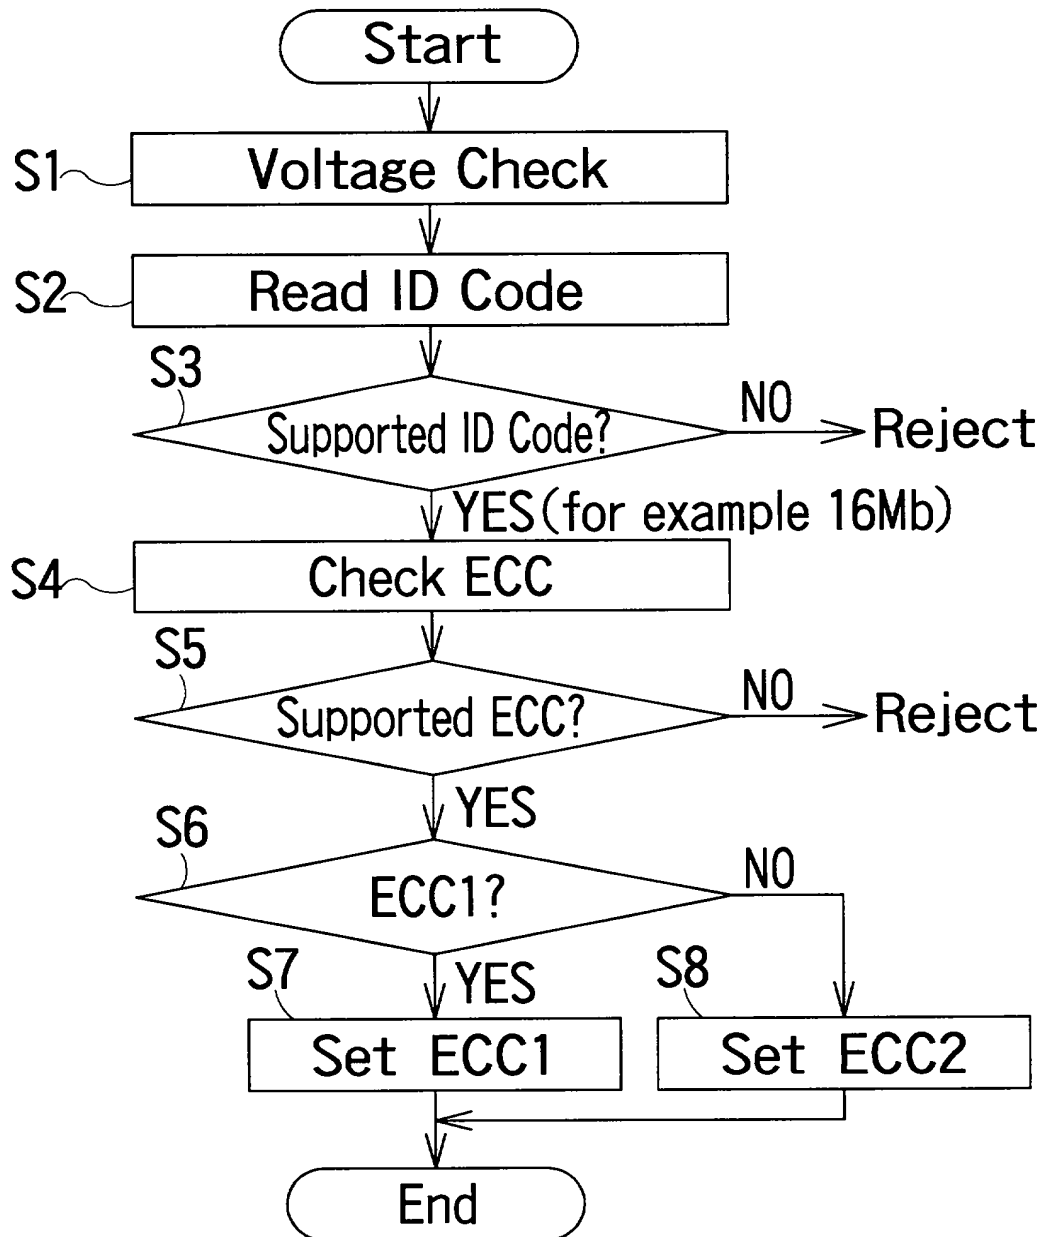 Start
S1
Voltage Check
S2
Read ID Code
S3
Supported ID Code?
NO
Reject
YES(for example 16Mb)
S4
Check ECC
S5
Supported ECC?
NO
Reject
YES
S6
ECC1?
NO
S7
YES
S8
Set ECC1
Set ECC2
End